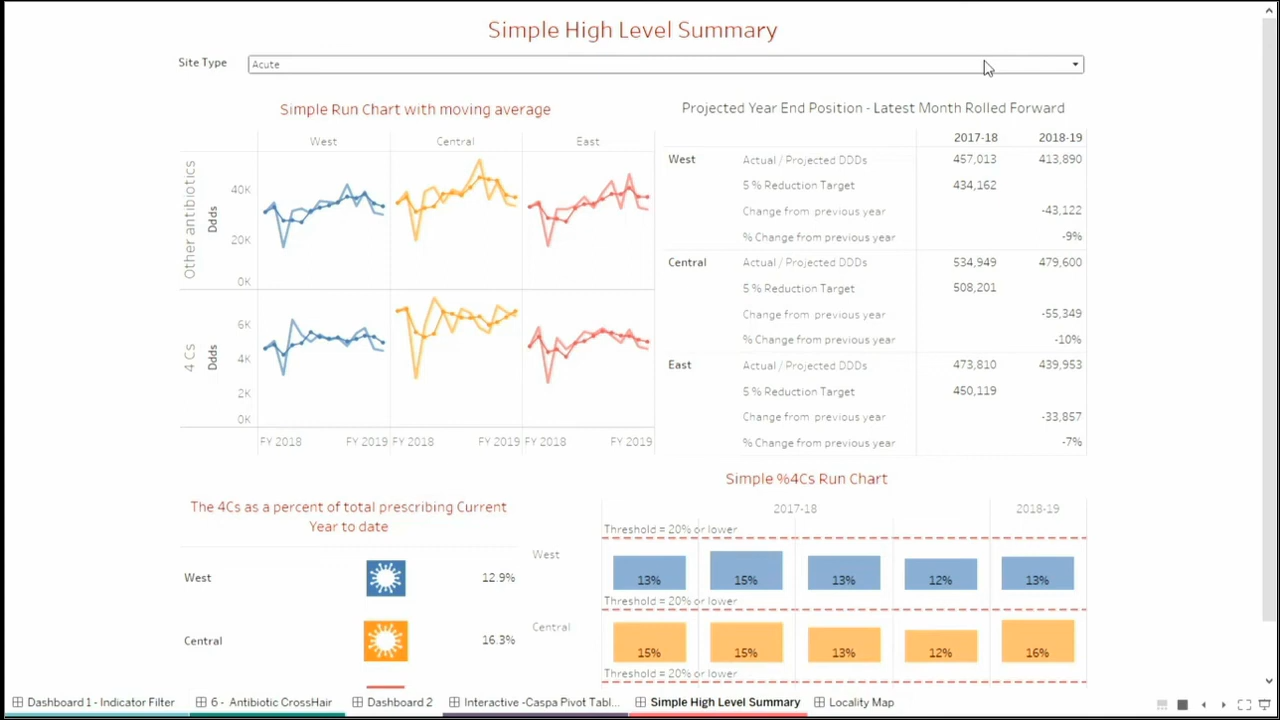 Simple High Level Summary
Site Type
Acute
Simple Run Chart with moving average
West Central East
Other antibiotics
Ddds
40K
20K
0K
4 Cs
Ddds
6K
4K
2K
0K
FY 2018 FY 2019 FY 2018 FY 2019 FY 2018 FY 2019
Projected Year End Position - Latest Month Rolled Forward
2017-18 2018-19
West Actual / Projected DDDs 457,013 413,890
5 % Reduction Target 434,162
Change from previous year -43,122
% Change from previous year -9%
Central Actual / Projected DDDs 534,949 479,600
5 % Reduction Target 508,201
Change from previous year -55,349
% Change from previous year -10%
East Actual / Projected DDDs 473,810 439,953
5 % Reduction Target 450,119
Change from previous year -33,857
% Change from previous year -7%
The 4Cs as a percent of total prescribing Current
Year to date
West 12.9%
Central 16.3%
Simple %4Cs Run Chart
2017-18 2018-19
Threshold = 20% or lower
West
13% 15% 13% 12% 13%
Threshold = 20% or lower
Central
15% 15% 13% 12% 16%
Threshold = 20% or lower
Dashboard 1 - Indicator Filter 6 - Antibiotic CrossHair Dashboard 2 Interactive -Caspa Pivot Tabl... Simple High Level Summary Locality Map